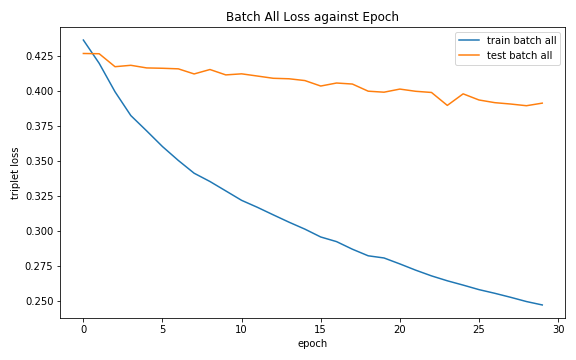 Batch All Loss against Epoch
train batch all
test batch all
triplet loss
0.425
0.400
0.375
0.350
0.325
0.300
0.275
0.250
0 5 10 15 20 25 30
epoch